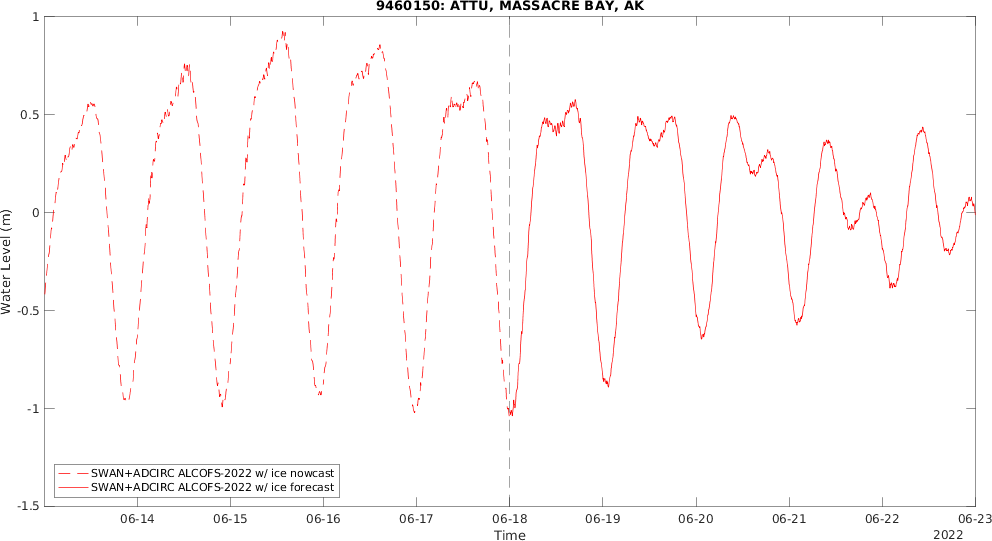 9460150: ATTU, MASSACRE BAY, AK
1
0.5
0
-0.5
-1
-1.5
Water Level (m)
SWAN+ADCIRC ALCOFS-2022 w/ ice nowcast
SWAN+ADCIRC ALCOFS-2022 w/ ice forecast
06-14 06-15 06-16 06-17 06-18 06-19 06-20 06-21 06-22 06-23
Time
2022